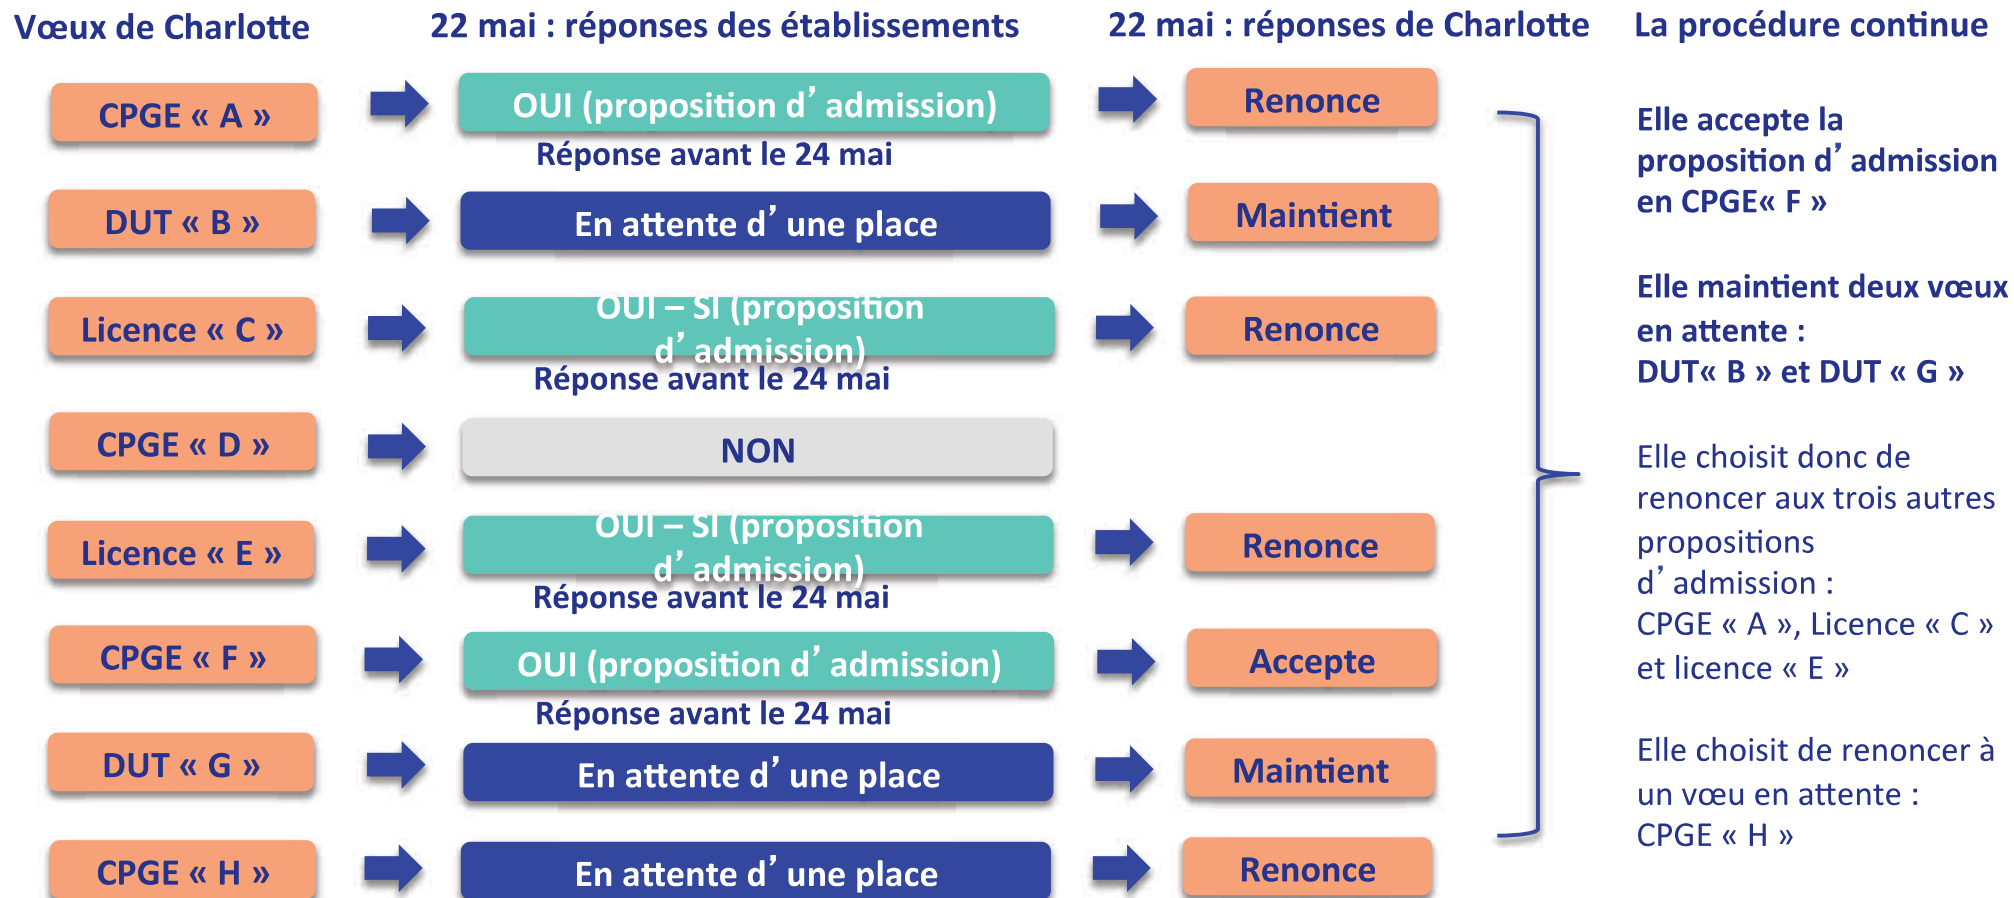 Vœux de Charlotte
22 mai : réponses des établissements
22 mai : réponses de Charlotte
La procédure continue
CPGE « A »
OUI (proposition d’ admission)
Réponse avant le 24 mai
Renonce
DUT « B »
En attente d’ une place
Maintient
Licence « C »
OUI – SI (proposition
d’ admission)
Réponse avant le 24 mai
Renonce
CPGE « D »
NON
Licence « E »
OUI – SI (proposition
d’ admission)
Réponse avant le 24 mai
Renonce
CPGE « F »
OUI (proposition d’ admission)
Réponse avant le 24 mai
Accepte
DUT « G »
En attente d’ une place
Maintient
CPGE « H »
En attente d’ une place
Renonce
Elle accepte la
proposition d’ admission
en CPGE« F »
Elle maintient deux vœux
en attente :
DUT« B » et DUT « G »
Elle choisit donc de
renoncer aux trois autres
propositions
d’ admission :
CPGE « A », Licence « C »
et licence « E »
Elle choisit de renoncer à
un vœu en attente :
CPGE « H »